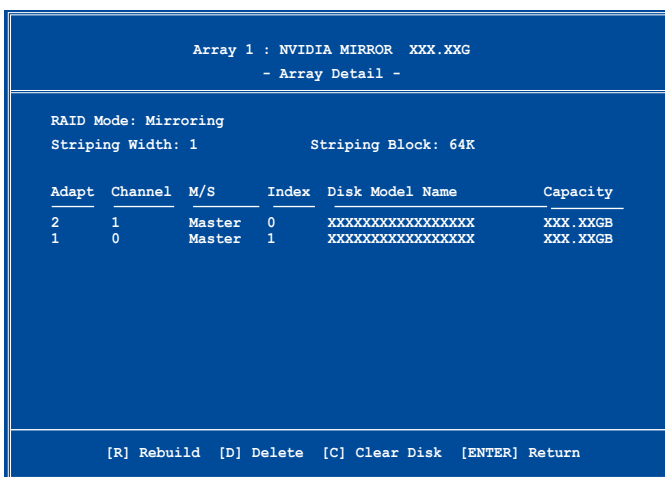 Array 1 : NVIDIA MIRROR XXX.XXG
- Array Detail -
RAID Mode: Mirroring
Striping Width: 1 Striping Block: 64K
Adapt Channel M/S Index Disk Model Name Capacity
2 1 Master 0 XXXXXXXXXXXXXXXXX XXX.XXGB
1 0 Master 1 XXXXXXXXXXXXXXXXX XXX.XXGB
[R] Rebuild [D] Delete [C] Clear Disk [ENTER] Return